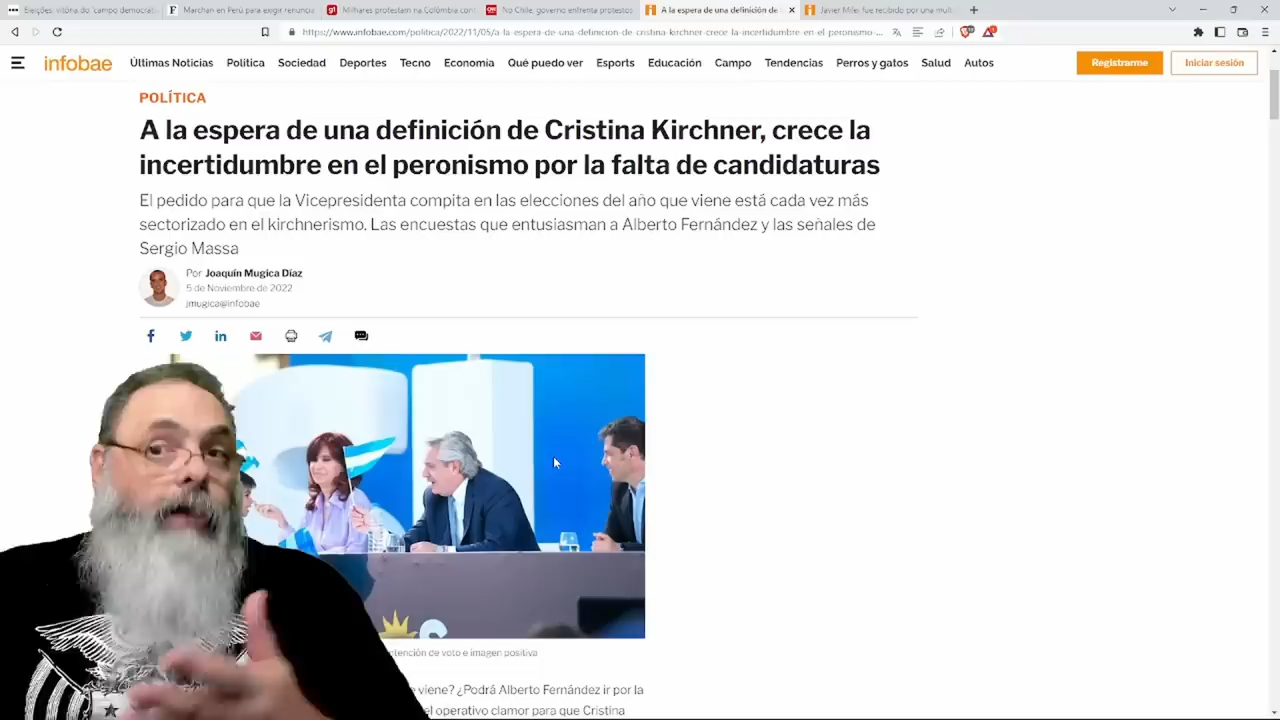 Eleições: vitória do 'campo democrati
Marchan en Perú para exigir renuncia
Milhares protestam na Colômbia cont
No Chile, governo enfrenta protestos
A la espera de una definición de
Javier Milei fue recibido por una mult
https://www.infobae.com/politica/2022/11/05/a-la-espera-de-una-definicion-de-cristina-kirchner-crece-la-incertidumbre-en-el-peronismo-...
infobae
Últimas Noticias Política Sociedad Deportes Tecno Economía Qué puedo ver Esports Educación Campo Tendencias Perros y gatos Salud Autos
Registrarme
Iniciar sesión
POLÍTICA
A la espera de una definición de Cristina Kirchner, crece la
incertidumbre en el peronismo por la falta de candidaturas
El pedido para que la Vicepresidenta compita en las elecciones del año que viene está cada vez más
sectorizado en el kirchnerismo. Las encuestas que entusiasman a Alberto Fernández y las señales de
Sergio Massa
Por Joaquín Mugica Díaz
5 de Noviembre de 2022
jmugica@infobae
ntención de voto e imagen positiva
e viene? ¿Podrá Alberto Fernández ir por la
el operativo clamor para que Cristina